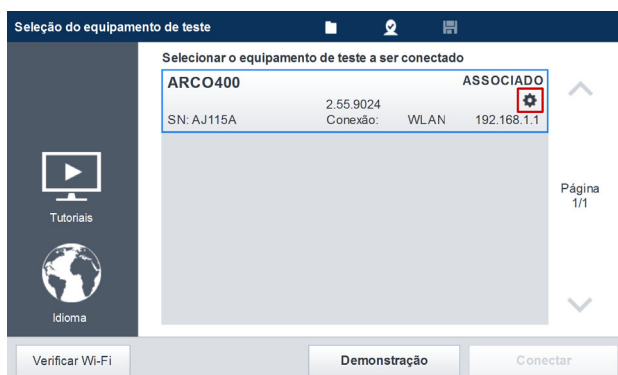 Seleção do equipamento de teste
Selecionar o equipamento de teste a ser conectado
ARCO400 ASSOCIADO
2.55.9024
SN: AJ115A Conexão: WLAN 192.168.1.1
Página
1/1
Tutoriais
Idioma
Verificar Wi-Fi Demonstração Conectar